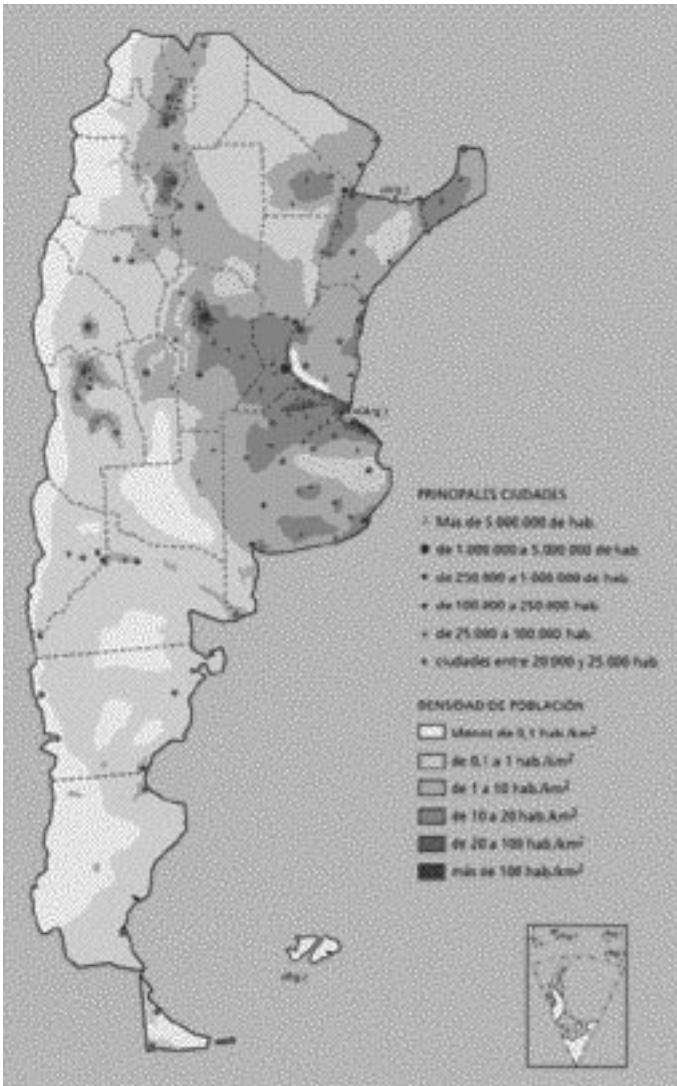 PRINCIPALES CIUDADES
Más de 5.000.000 de hab.
de 1.000.000 a 5.000.000 de hab.
de 250.000 a 1.000.000 de hab.
de 100.000 a 250.000 hab.
de 25.000 a 100.000 hab.
ciudades entre 20.000 y 25.000 hab.
DENSIDAD DE POBLACIÓN
Menos de 0,1 hab./km²
de 0,1 a 1 hab./km²
de 1 a 10 hab./km²
de 10 a 20 hab./km²
de 20 a 100 hab./km²
más de 100 hab./km²